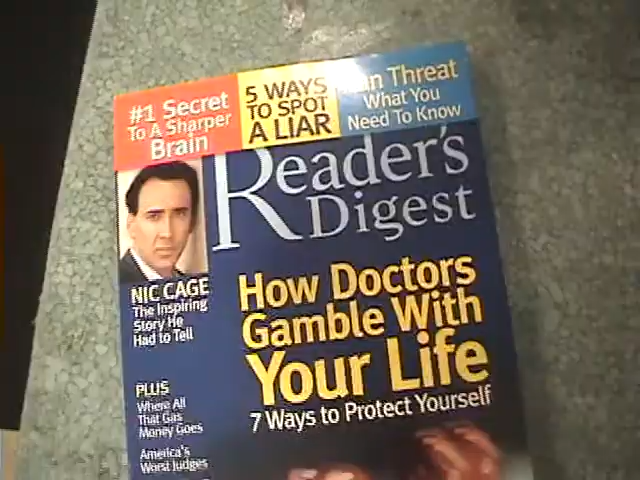 #1 Secret
To A Sharper
Brain
5 WAYS
TO SPOT
A LIAR
Threat
What You
Need To Know
Reader's
Digest
NIC CAGE
The Inspiring
Story He
Had to Tell
How Doctors
Gamble With
Your Life
7 Ways to Protect Yourself
PLUS
Where All
That Gas
Money Goes
America's
Worst Judges